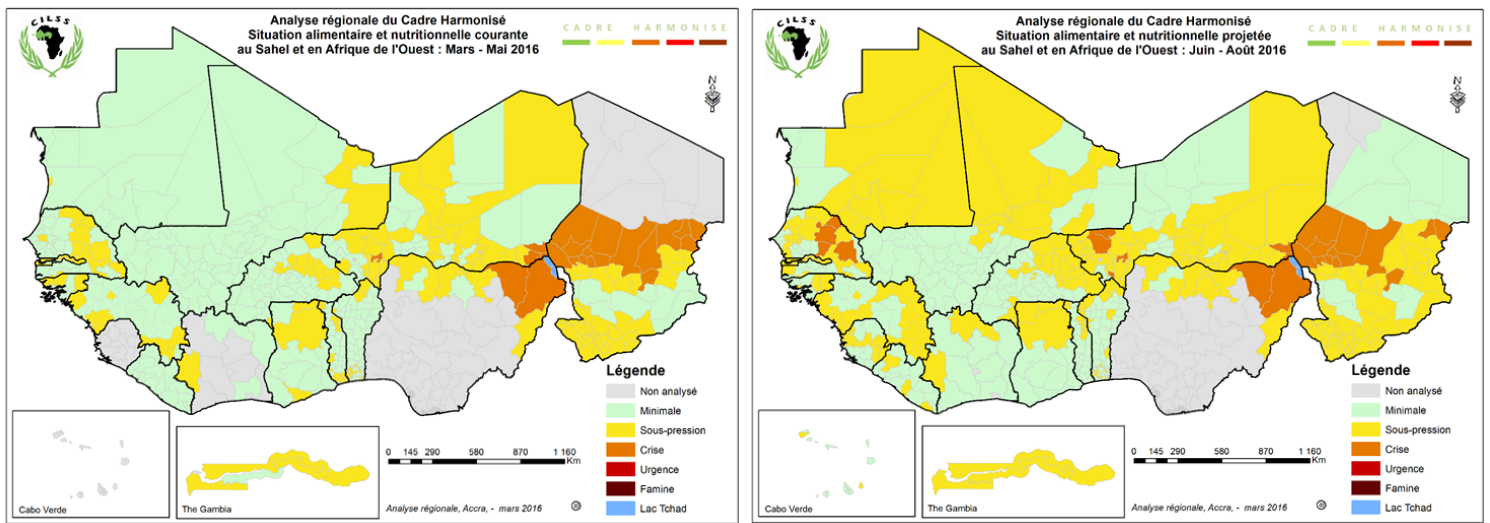 CILSS
Analyse régionale du Cadre Harmonisé
Situation alimentaire et nutritionnelle courante
au Sahel et en Afrique de l'Ouest : Mars - Mai 2016
CADRE HARMONISE
N
Légende
Non analysé
Minimale
Sous-pression
Crise
Urgence
Famine
Lac Tchad
0 145 290 580 870 1 160
Km
Cabo Verde
The Gambia
Analyse régionale, Accra, - mars 2016
CILSS
Analyse régionale du Cadre Harmonisé
Situation alimentaire et nutritionnelle projetée
au Sahel et en Afrique de l'Ouest : Juin - Août 2016
CADRE HARMONISE
N
Légende
Non analysé
Minimale
Sous-pression
Crise
Urgence
Famine
Lac Tchad
0 145 290 580 870 1 160
Km
Cabo Verde
The Gambia
Analyse régionale, Accra, - mars 2016